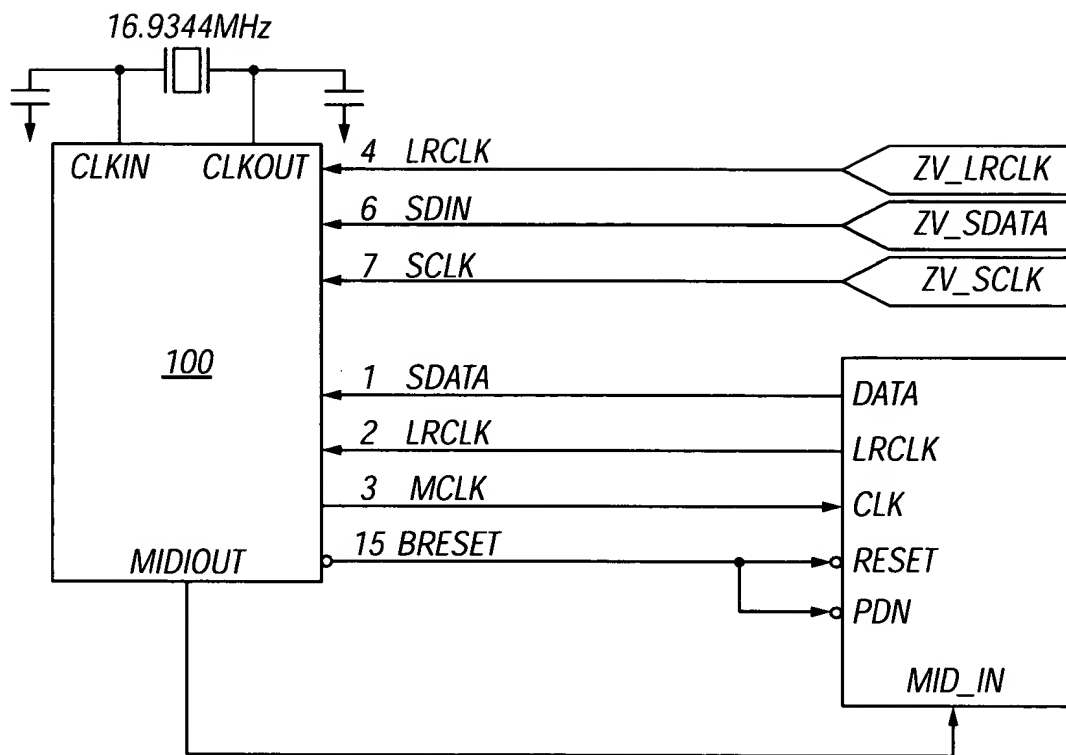 16.9344MHz
CLKIN CLKOUT
4 LRCLK ZV_LRCLK
6 SDIN ZV_SDATA
7 SCLK ZV_SCLK
100
1 SDATA DATA
2 LRCLK LRCLK
3 MCLK CLK
15 BRESET RESET
MIDIOUT
PDN
MID_IN